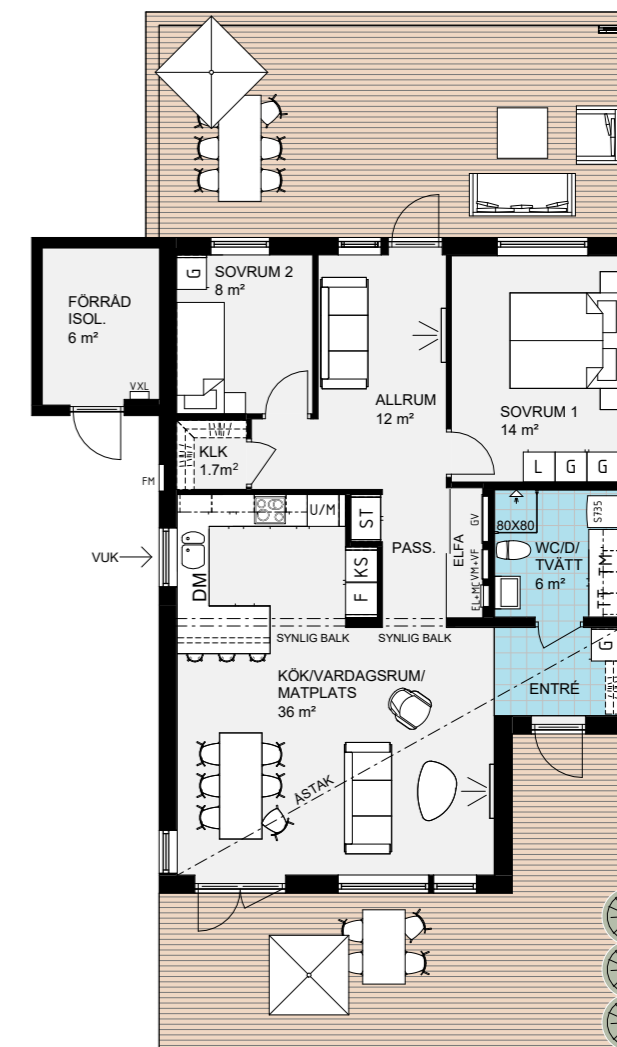 SOVRUM 2
8 m²
G
FÖRRÅD
ISOL.
6 m²
VXL
ALLRUM
12 m²
SOVRUM 1
14 m²
KLK
1.7m²
L
G
G
FM
U/M
ST
GV
80X80
S735
VUK
DM
PASS.
ELFA
EL+MC
VM+VF
WC/D/
TVÄTT
6 m²
KS
F
TT
TM
SYNLIG BALK
SYNLIG BALK
G
KÖK/VARDAGSRUM/
MATPLATS
36 m²
ENTRÉ
ÅSTAK